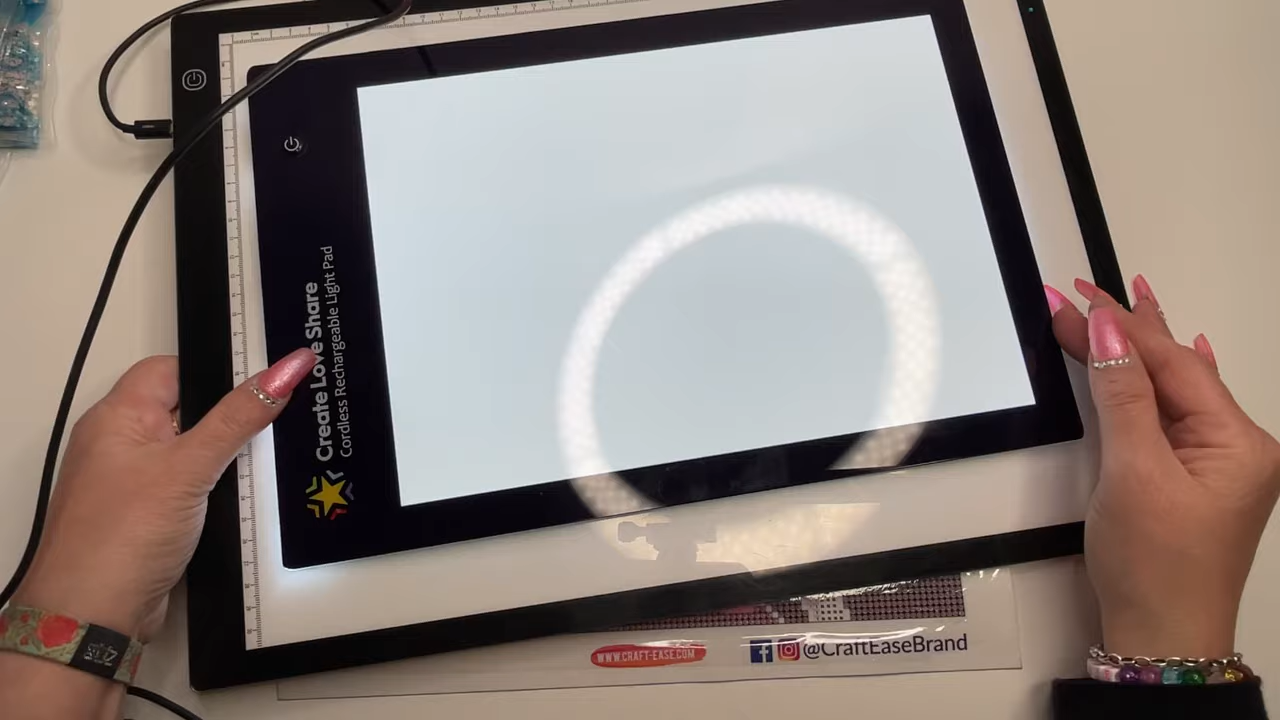 Create Love Share
Cordless Rechargeable Light Pad
WWW.CRAFT-EASE.COM
@CraftEaseBrand